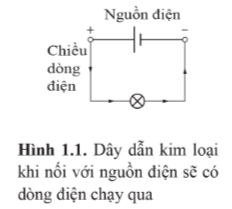 Nguồn điện
+ −
Chiều
dòng
điện
Hình 1.1. Dây dẫn kim loại
khi nối với nguồn điện sẽ có
dòng điện chạy qua